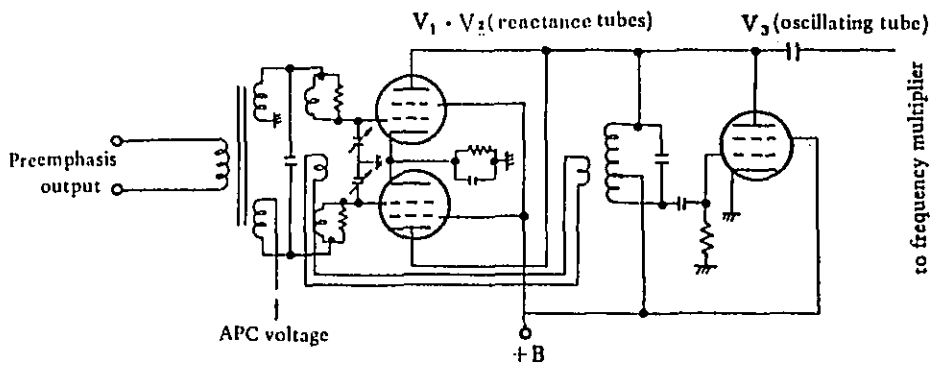 V₁ · V₂ (reactance tubes)
V₃ (oscillating tube)
Preemphasis
output
APC voltage
+B
to frequency multiplier